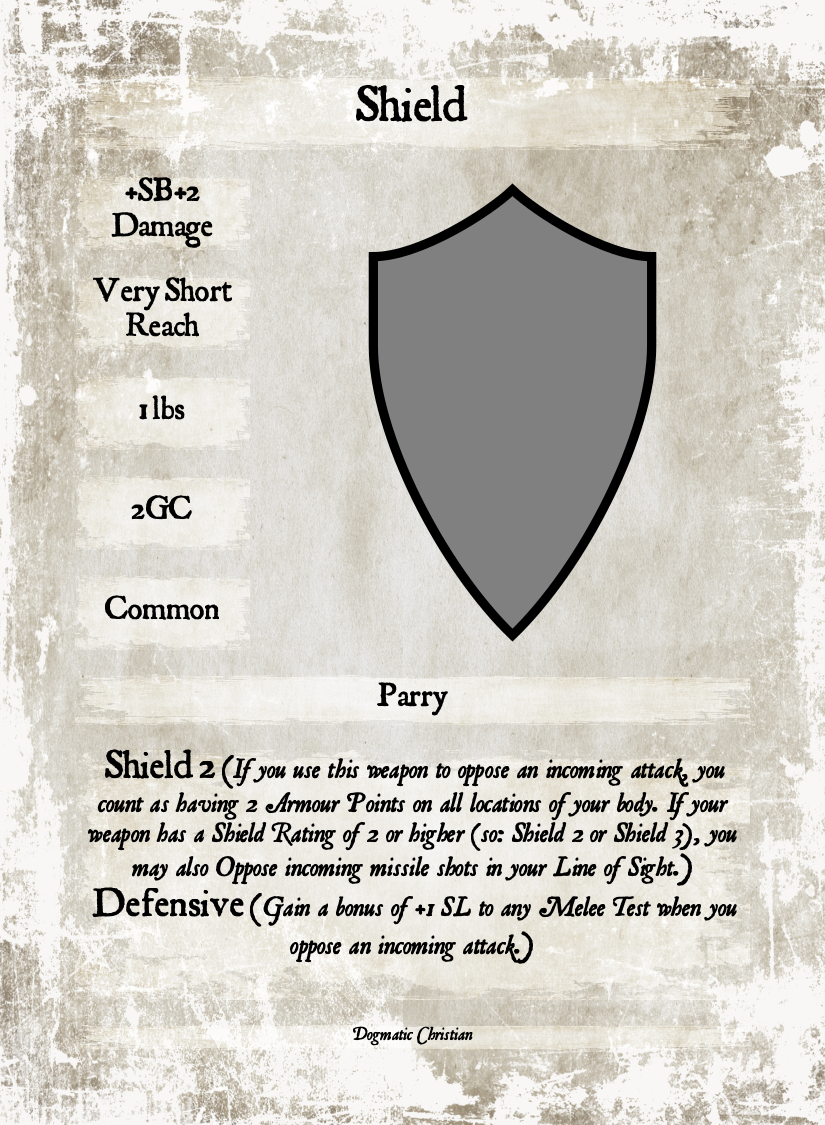 Shield
+SB+2
Damage
Very Short
Reach
1 lbs
2GC
Common
Parry
Shield 2 (If you use this weapon to oppose an incoming attack, you
count as having 2 Armour Points on all locations of your body. If your
weapon has a Shield Rating of 2 or higher (so: Shield 2 or Shield 3), you
may also Oppose incoming missile shots in your Line of Sight.)
Defensive (Gain a bonus of +1 SL to any Melee Test when you
oppose an incoming attack.)
Dogmatic Christian